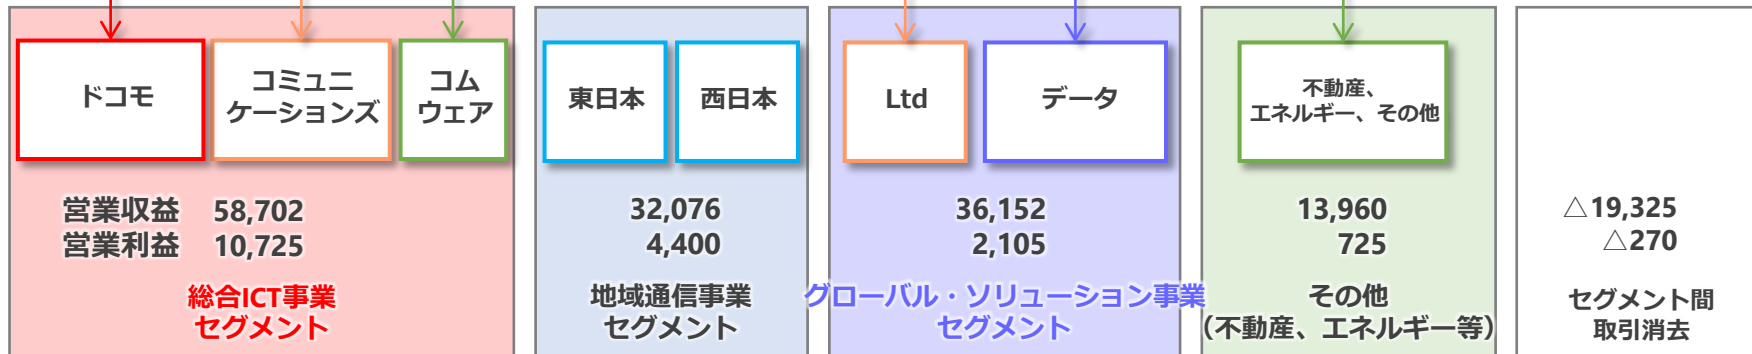 ドコモ
コミュニ
ケーションズ
コム
ウェア
東日本
西日本
Ltd
データ
不動産、
エネルギー、その他
営業収益 58,702
営業利益 10,725
総合ICT事業
セグメント
32,076
4,400
地域通信事業
セグメント
36,152
2,105
グローバル・ソリューション事業
セグメント
13,960
725
その他
（不動産、エネルギー等）
△19,325
△270
セグメント間
取引消去